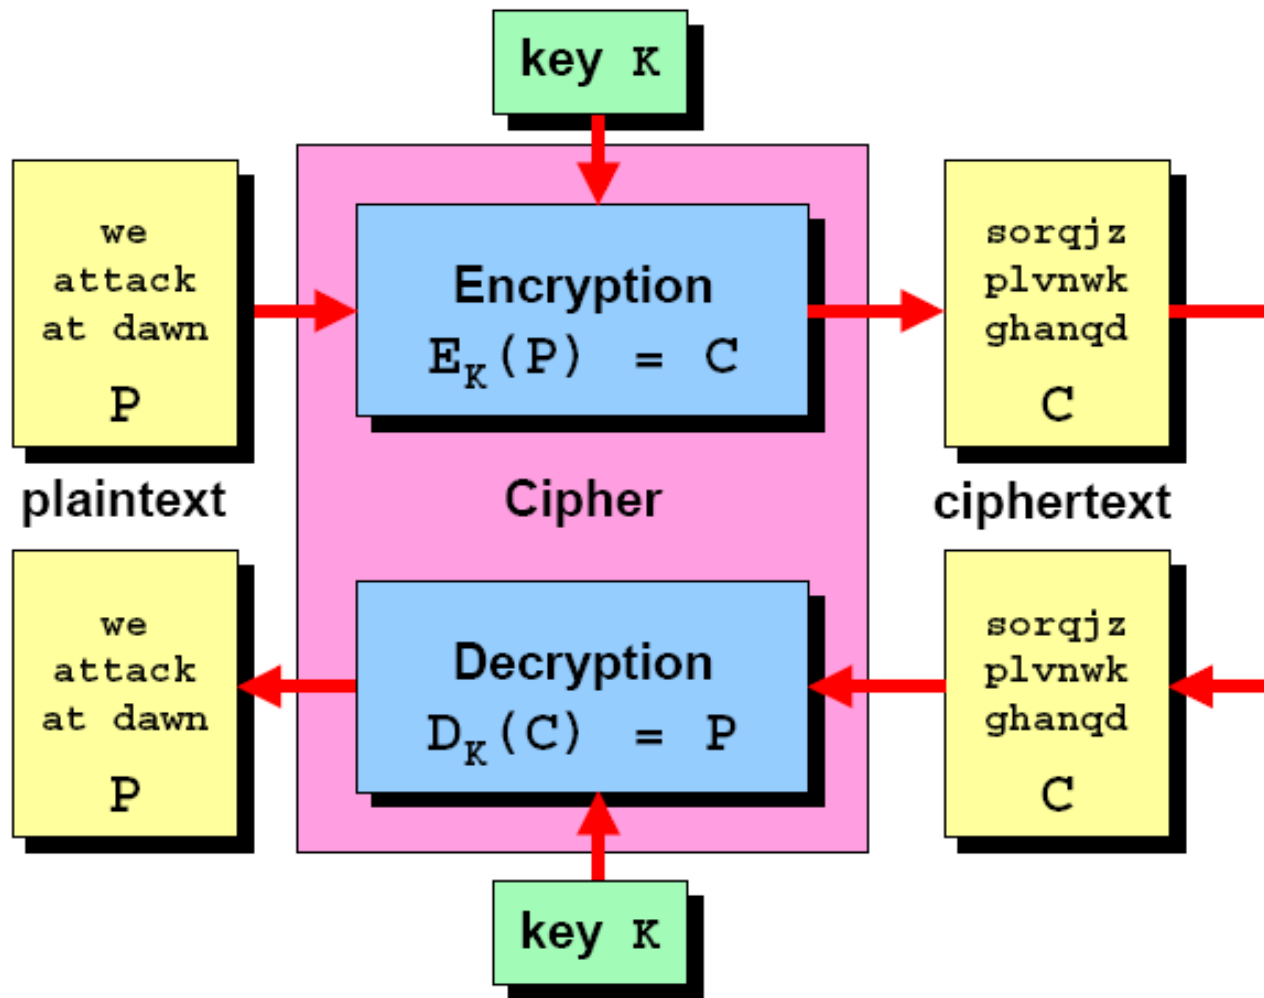 key K
we
attack
at dawn
P
Encryption
EK(P) = C
sorqjz
plvnwk
ghanqd
C
plaintext
Cipher
ciphertext
we
attack
at dawn
P
Decryption
DK(C) = P
sorqjz
plvnwk
ghanqd
C
key K